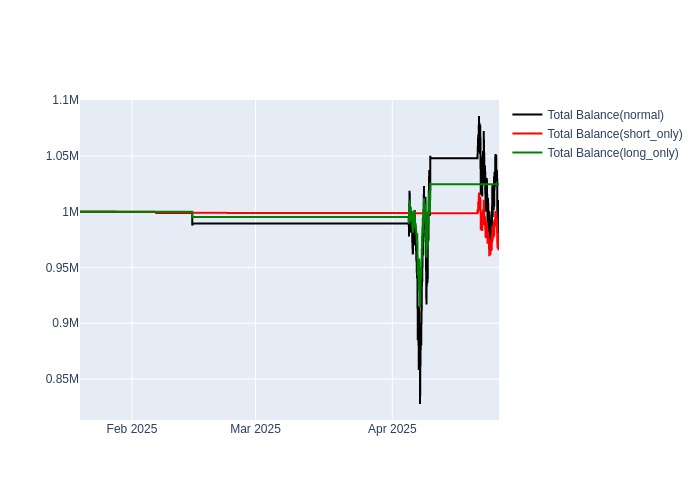 1.1M
1.05M
1M
0.95M
0.9M
0.85M
Feb 2025
Mar 2025
Apr 2025
Total Balance(normal)
Total Balance(short_only)
Total Balance(long_only)